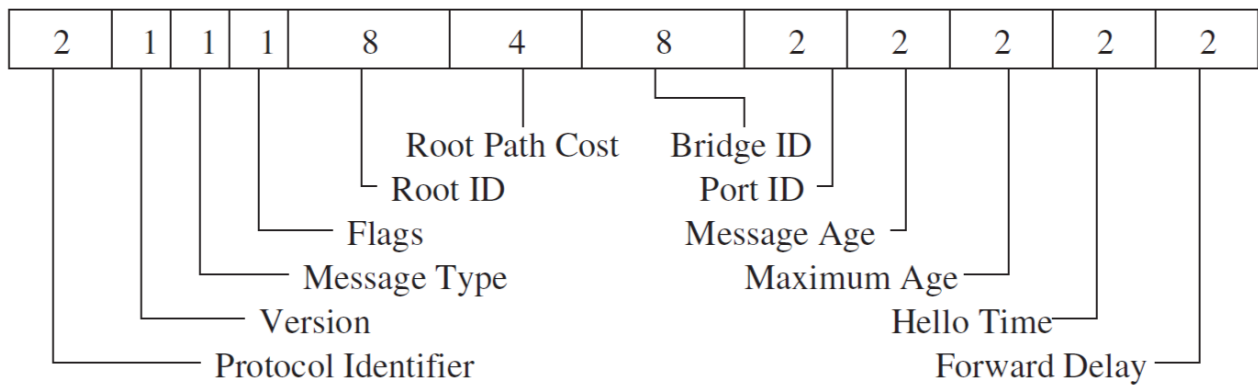 2 1 1 1 8 4 8 2 2 2 2 2
Root Path Cost Bridge ID
Root ID Port ID
Flags Message Age
Message Type Maximum Age
Version Hello Time
Protocol Identifier Forward Delay